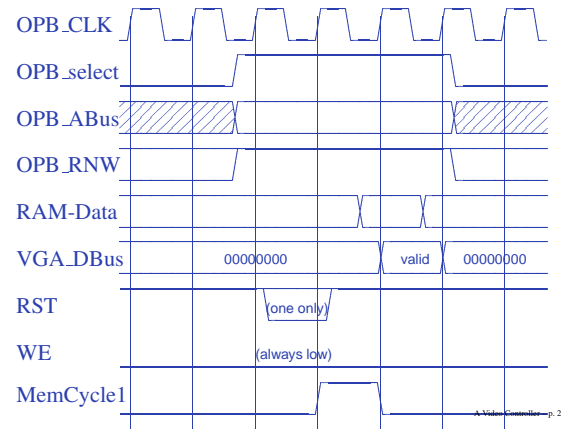 OPB_CLK
OPB_select
OPB_ABus
OPB_RNW
RAM-Data
VGA_DBus 00000000 valid 00000000
RST (one only)
WE (always low)
MemCycle1
A Video Controller – p. 2